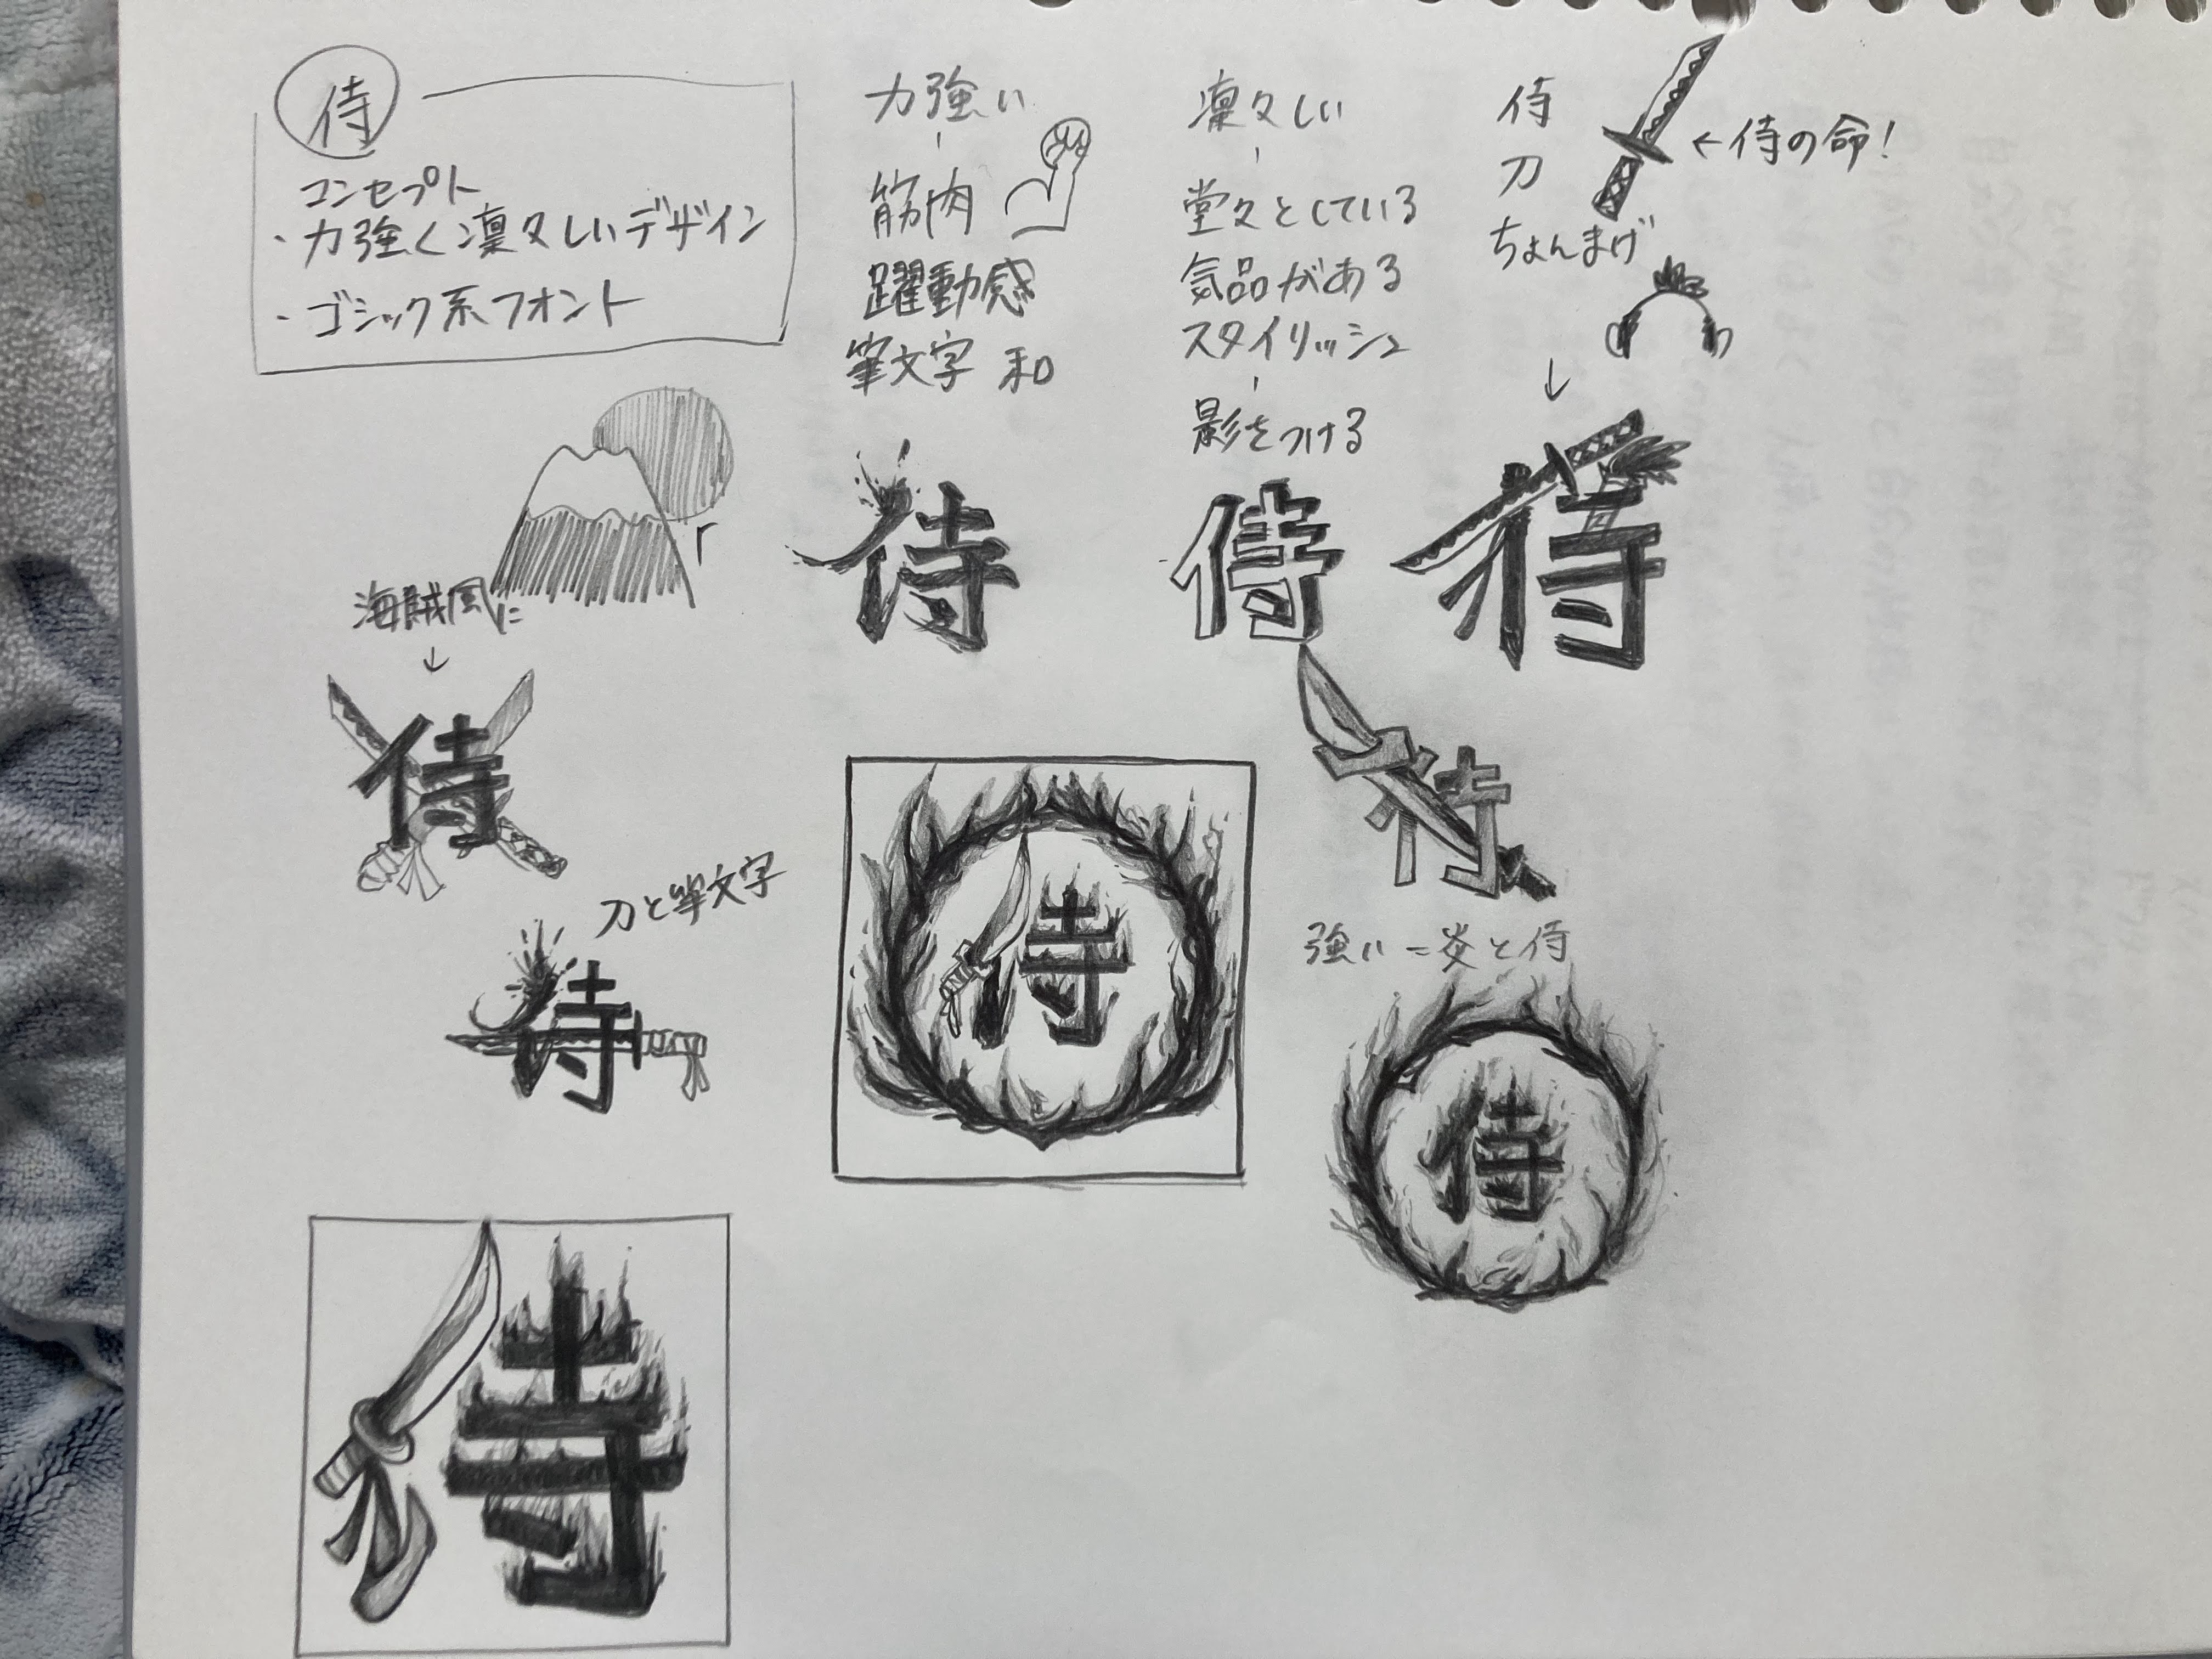 侍
コンセプト
・力強く凛々しいデザイン
・ゴシック系フォント
力強い
筋肉
躍動感
筆文字 和
侍
凛々しい
堂々としている
気品がある
スタイリッシュ
影をつける
侍
侍
刀
←侍の命!
ちょんまげ
侍
海賊風に
侍
刀と筆文字
侍
侍
侍
強い=炎と侍
侍
侍